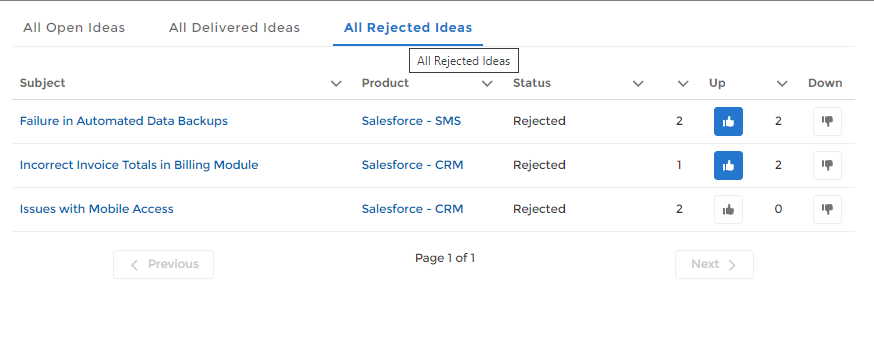 All Open Ideas All Delivered Ideas All Rejected Ideas
All Rejected Ideas
Subject Product Status Up Down
Failure in Automated Data Backups Salesforce - SMS Rejected 2 2
Incorrect Invoice Totals in Billing Module Salesforce - CRM Rejected 1 2
Issues with Mobile Access Salesforce - CRM Rejected 2 0
Previous Page 1 of 1 Next